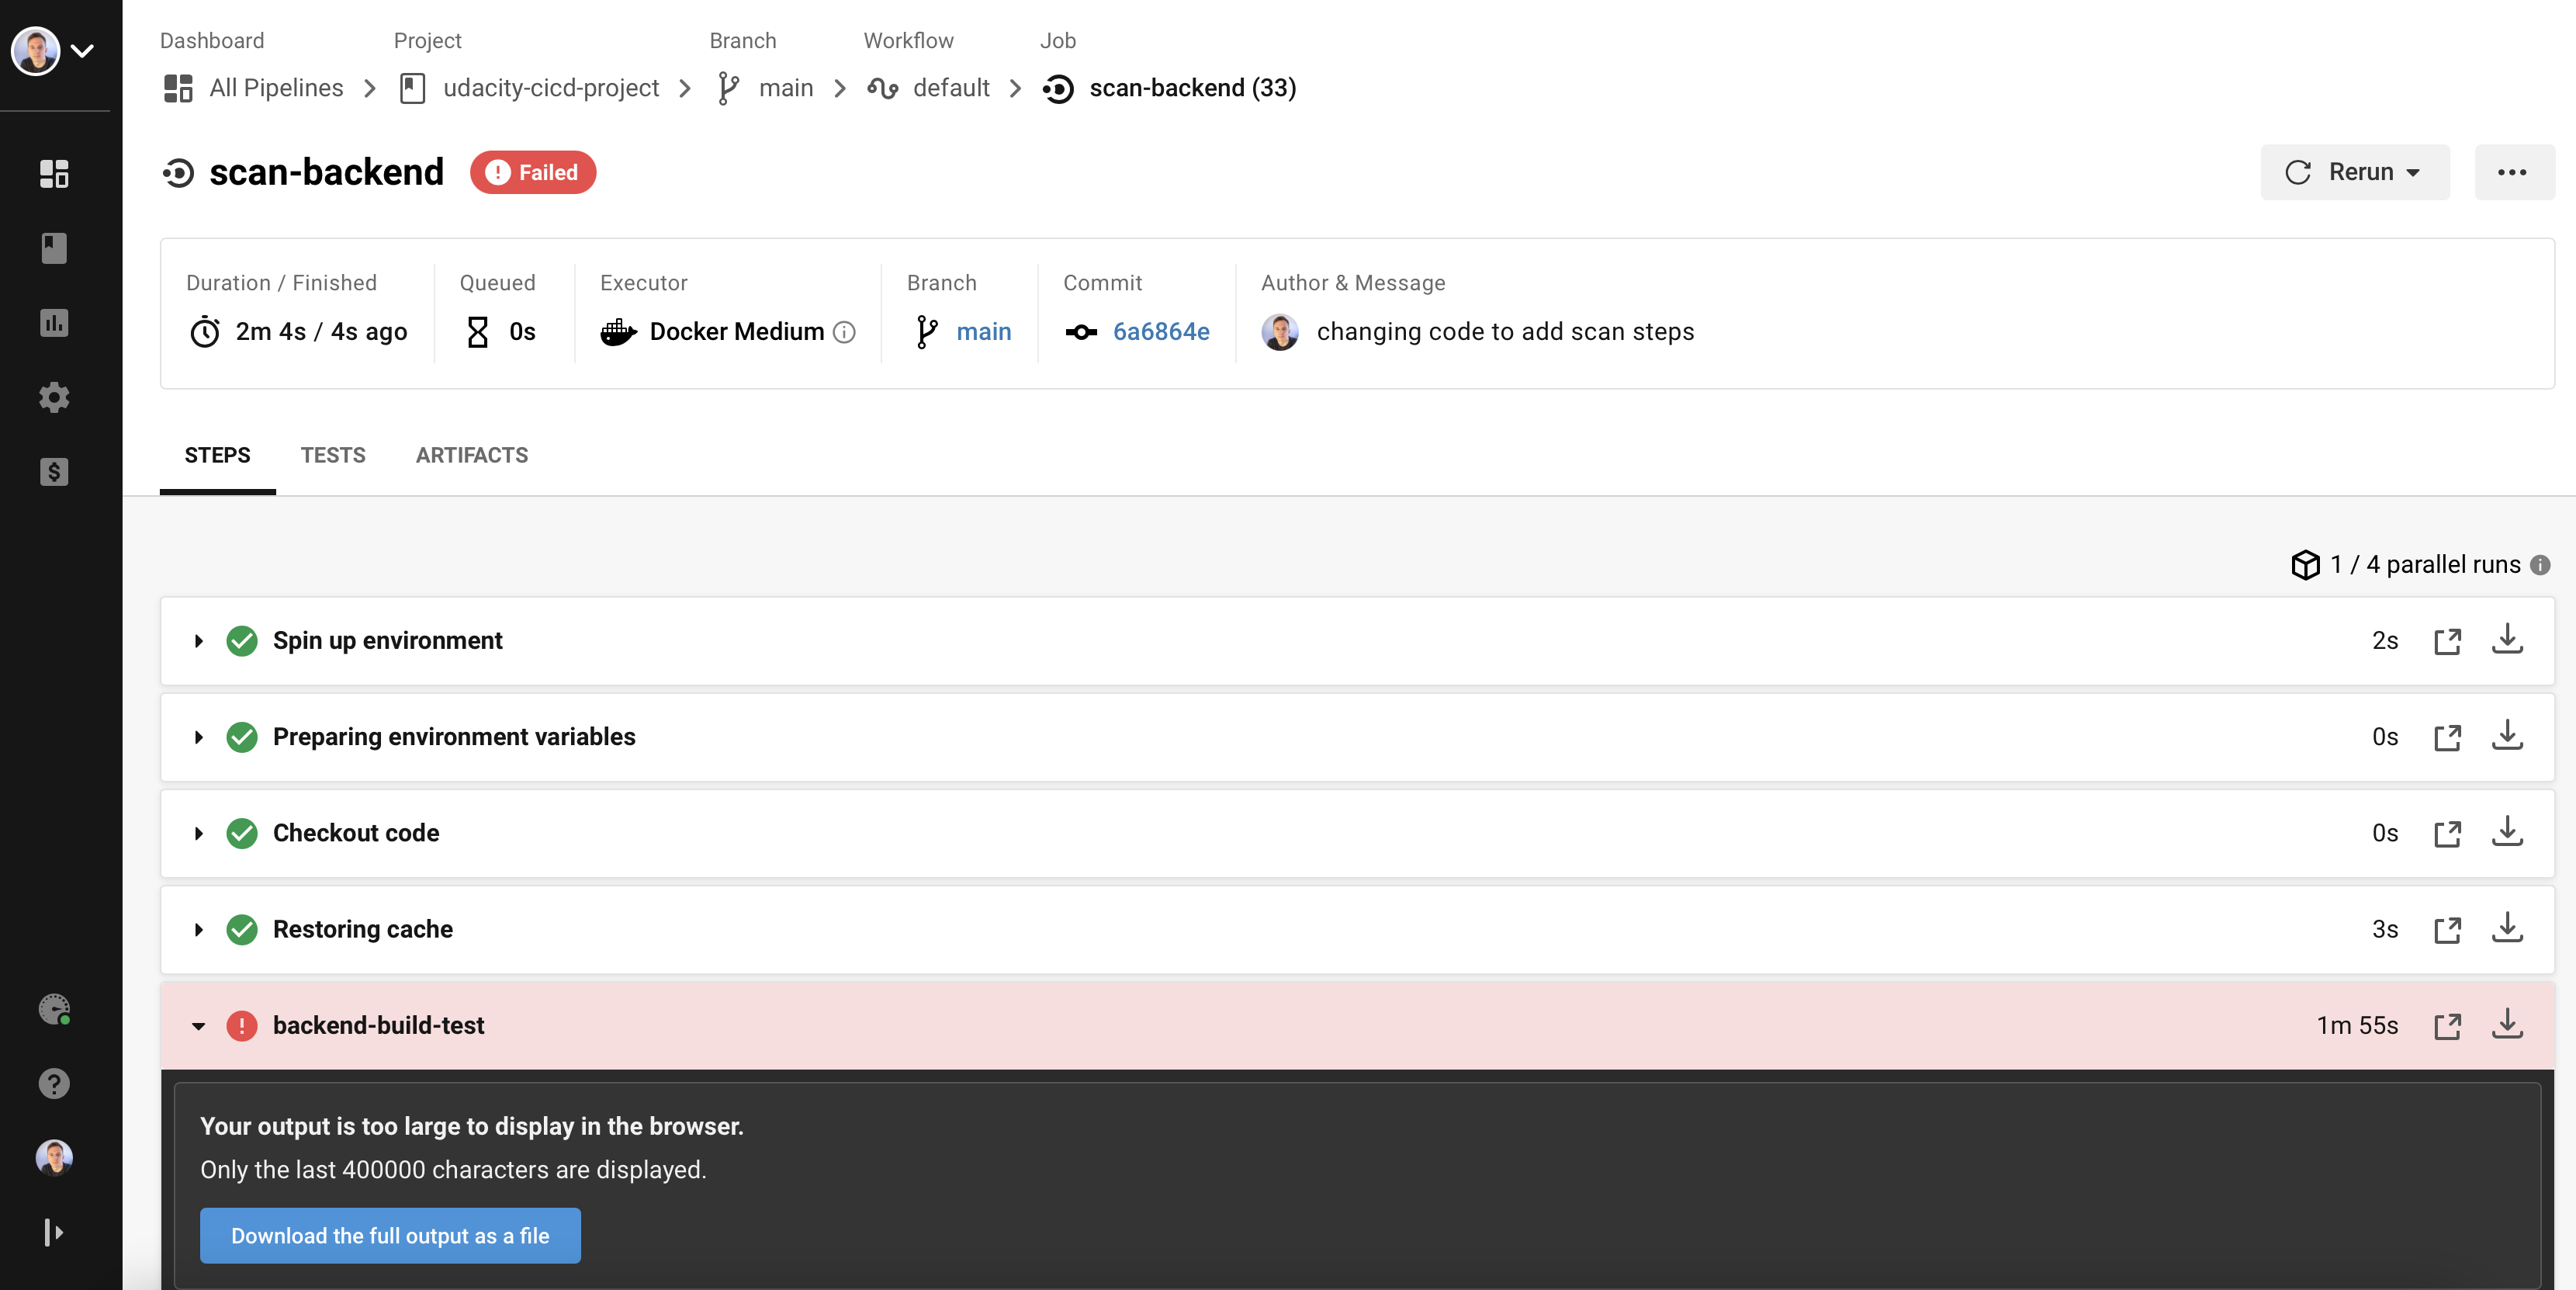 Dashboard Project Branch Workflow Job
All Pipelines udacity-cicd-project main default scan-backend (33)
scan-backend Failed Rerun
Duration / Finished Queued Executor Branch Commit Author & Message
2m 4s / 4s ago 0s Docker Medium main 6a6864e changing code to add scan steps
STEPS TESTS ARTIFACTS
1 / 4 parallel runs
Spin up environment 2s
Preparing environment variables 0s
Checkout code 0s
Restoring cache 3s
backend-build-test 1m 55s
Your output is too large to display in the browser.
Only the last 400000 characters are displayed.
Download the full output as a file